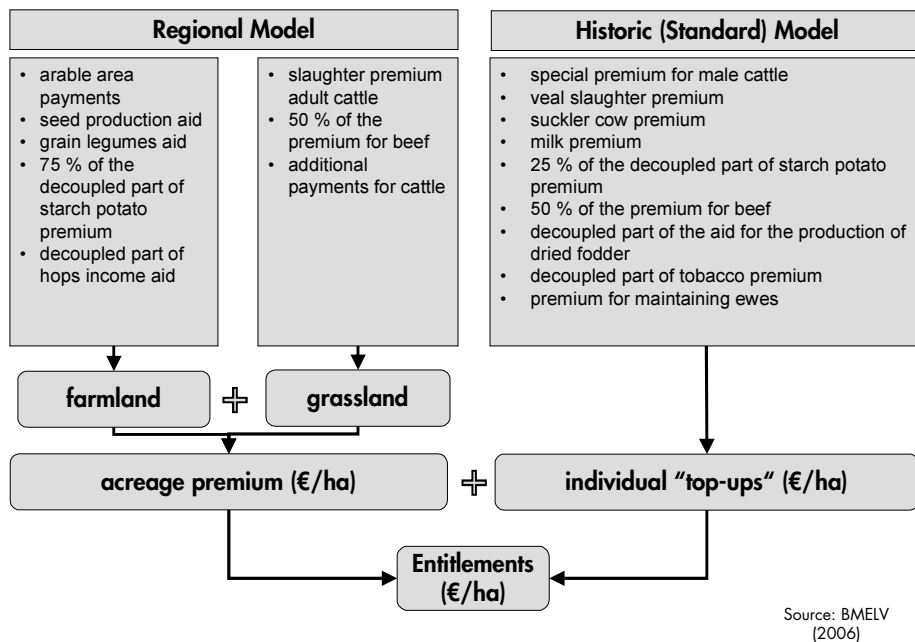 Regional Model
• arable area
payments
• seed production aid
• grain legumes aid
• 75 % of the
decoupled part of
starch potato
premium
• decoupled part of
hops income aid
• slaughter premium
adult cattle
• 50 % of the
premium for beef
• additional
payments for cattle
Historic (Standard) Model
• special premium for male cattle
• veal slaughter premium
• suckler cow premium
• milk premium
• 25 % of the decoupled part of starch potato
premium
• 50 % of the premium for beef
• decoupled part of the aid for the production of
dried fodder
• decoupled part of tobacco premium
• premium for maintaining ewes
farmland + grassland
acreage premium (€/ha) + individual “top-ups“ (€/ha)
Entitlements
(€/ha)
Source: BMELV
(2006)